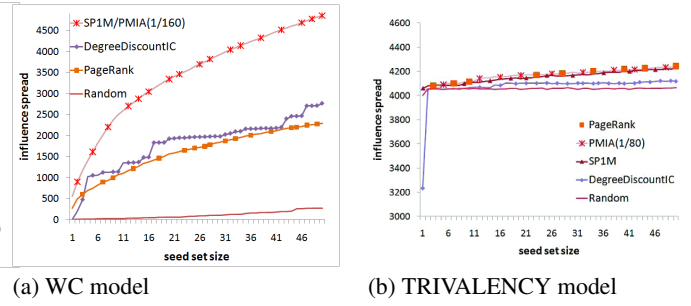 SP1M/PMIA(1/160)
DegreeDiscountIC
PageRank
Random
influence spread
4500
4000
3500
3000
2500
2000
1500
1000
500
0
1 6 11 16 21 26 31 36 41 46
seed set size
(a) WC model
influence spread
4600
4400
4200
4000
3800
3600
3400
3200
3000
PageRank
PMIA(1/80)
SP1M
DegreeDiscountIC
Random
1 6 11 16 21 26 31 36 41 46
seed set size
(b) TRIVALENCY model